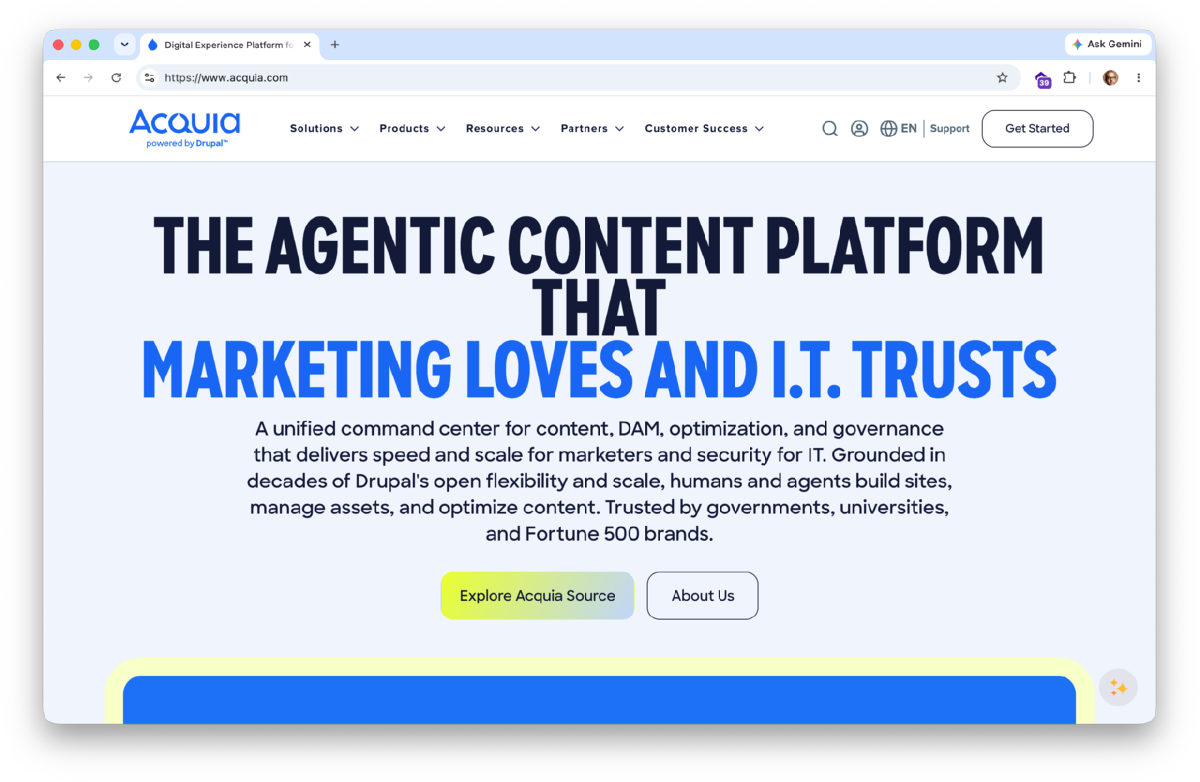 Digital Experience Platform fo
Ask Gemini
https://www.acquia.com
39
ACQUIA
powered by Drupal™
Solutions
Products
Resources
Partners
Customer Success
EN
Support
Get Started
THE AGENTIC CONTENT PLATFORM
THAT
MARKETING LOVES AND I.T. TRUSTS
A unified command center for content, DAM, optimization, and governance
that delivers speed and scale for marketers and security for IT. Grounded in
decades of Drupal's open flexibility and scale, humans and agents build sites,
manage assets, and optimize content. Trusted by governments, universities,
and Fortune 500 brands.
Explore Acquia Source
About Us